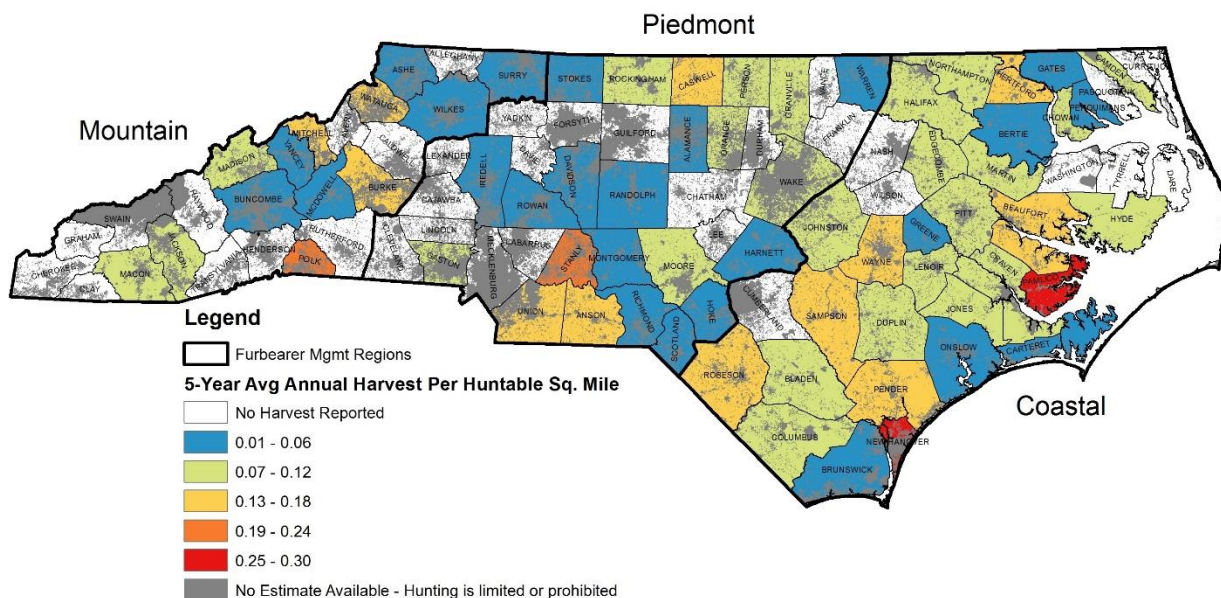 Piedmont
Mountain
Coastal
ALLEGHANY
ASHE
SURRY
STOKES
ROCKINGHAM
CASWELL
PERSON
GRANVILLE
VANCE
WARREN
NORTHAMPTON
HERTFORD
GATES
CAMDEN
CURRITUCK
PASQUOTANK
PERQUIMANS
CHOWAN
HALIFAX
BERTIE
WATAUGA
WILKES
YADKIN
FORSYTH
GUILFORD
ALAMANCE
ORANGE
DURHAM
FRANKLIN
NASH
EDGECOMBE
MARTIN
WASHINGTON
TYRRELL
DARE
MITCHELL
AVERY
CALDWELL
ALEXANDER
DAVIE
IREDELL
DAVIDSON
RANDOLPH
CHATHAM
WAKE
WILSON
PITT
BEAUFORT
HYDE
MADISON
YANCEY
BURKE
MCDOWELL
BUNCOMBE
CATAWBA
ROWAN
LINCOLN
LEE
JOHNSTON
GREENE
WAYNE
LENOIR
CRAVEN
PAMLICO
SWAIN
HAYWOOD
GRAHAM
JACKSON
HENDERSON
RUTHERFORD
POLK
CLEVELAND
GASTON
MECKLENBURG
CABARRUS
STANLY
MONTGOMERY
MOORE
HARNETT
CHEROKEE
CLAY
MACON
TRANSYLVANIA
UNION
ANSON
RICHMOND
SCOTLAND
HOKE
CUMBERLAND
SAMPSON
DUPLIN
JONES
ONSLOW
CARTERET
ROBESON
BLADEN
PENDER
COLUMBUS
NEW HANOVER
BRUNSWICK
Legend
Furbearer Mgmt Regions
5-Year Avg Annual Harvest Per Huntable Sq. Mile
No Harvest Reported
0.01 - 0.06
0.07 - 0.12
0.13 - 0.18
0.19 - 0.24
0.25 - 0.30
No Estimate Available - Hunting is limited or prohibited